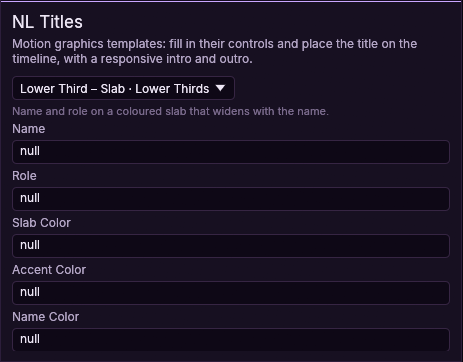 NL Titles
Motion graphics templates: fill in their controls and place the title on the
timeline, with a responsive intro and outro.
Lower Third – Slab · Lower Thirds
Name and role on a coloured slab that widens with the name.
Name
null
Role
null
Slab Color
null
Accent Color
null
Name Color
null